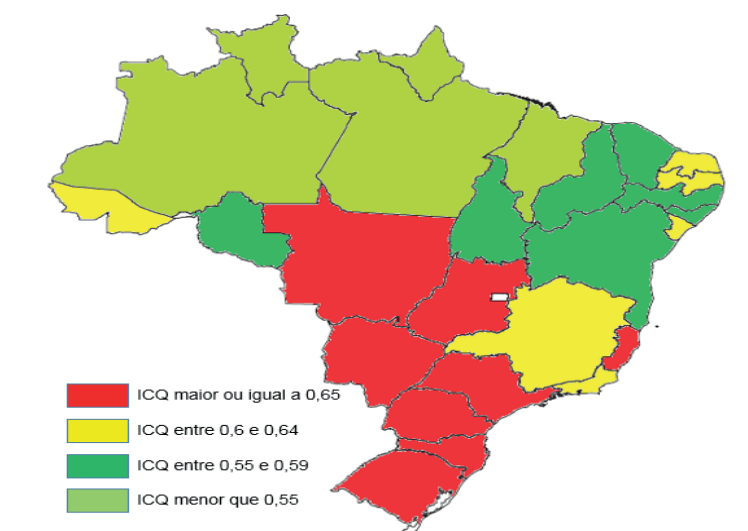 ICQ maior ou igual a 0,65
ICQ entre 0,6 e 0,64
ICQ entre 0,55 e 0,59
ICQ menor que 0,55